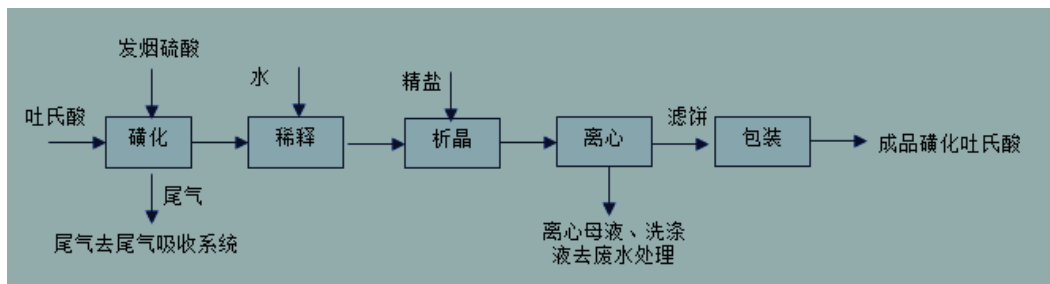 发烟硫酸
水
精盐
吐氏酸
磺化
稀释
析晶
离心
滤饼
包装
成品磺化吐氏酸
尾气
尾气去尾气吸收系统
离心母液、洗涤
液去废水处理